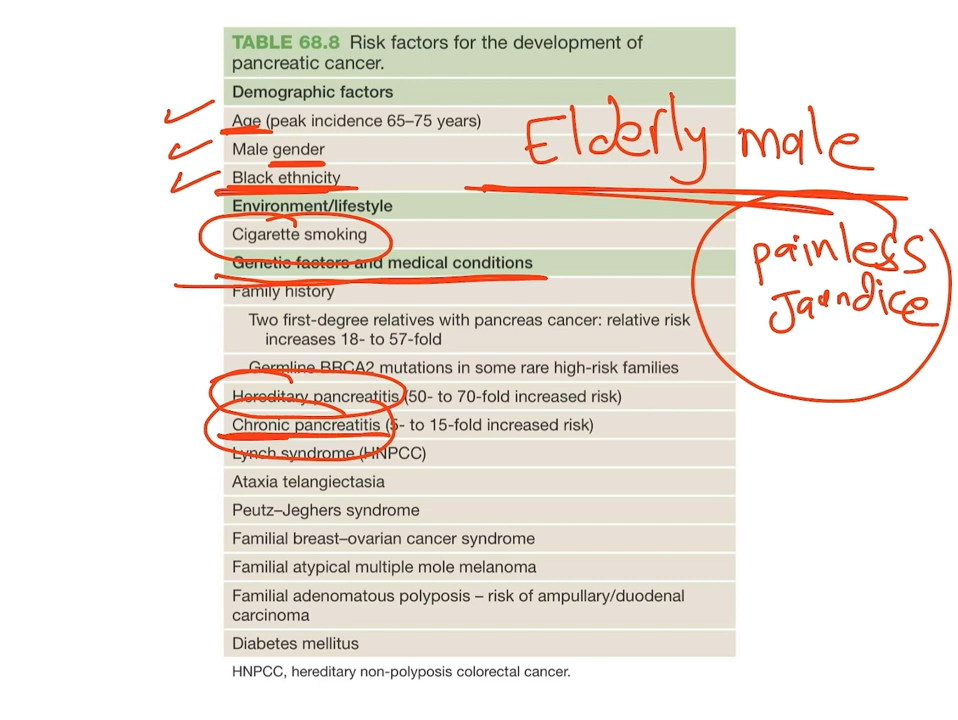 TABLE 68.8 Risk factors for the development of
pancreatic cancer.
Demographic factors
Age (peak incidence 65–75 years)
Male gender
Black ethnicity
Environment/lifestyle
Cigarette smoking
Genetic factors and medical conditions
Family history
Two first-degree relatives with pancreas cancer: relative risk
increases 18- to 57-fold
Germline BRCA2 mutations in some rare high-risk families
Hereditary pancreatitis (50- to 70-fold increased risk)
Chronic pancreatitis (5- to 15-fold increased risk)
Lynch syndrome (HNPCC)
Ataxia telangiectasia
Peutz–Jeghers syndrome
Familial breast–ovarian cancer syndrome
Familial atypical multiple mole melanoma
Familial adenomatous polyposis – risk of ampullary/duodenal
carcinoma
Diabetes mellitus
HNPCC, hereditary non-polyposis colorectal cancer.
Elderly male
painless
Jaundice